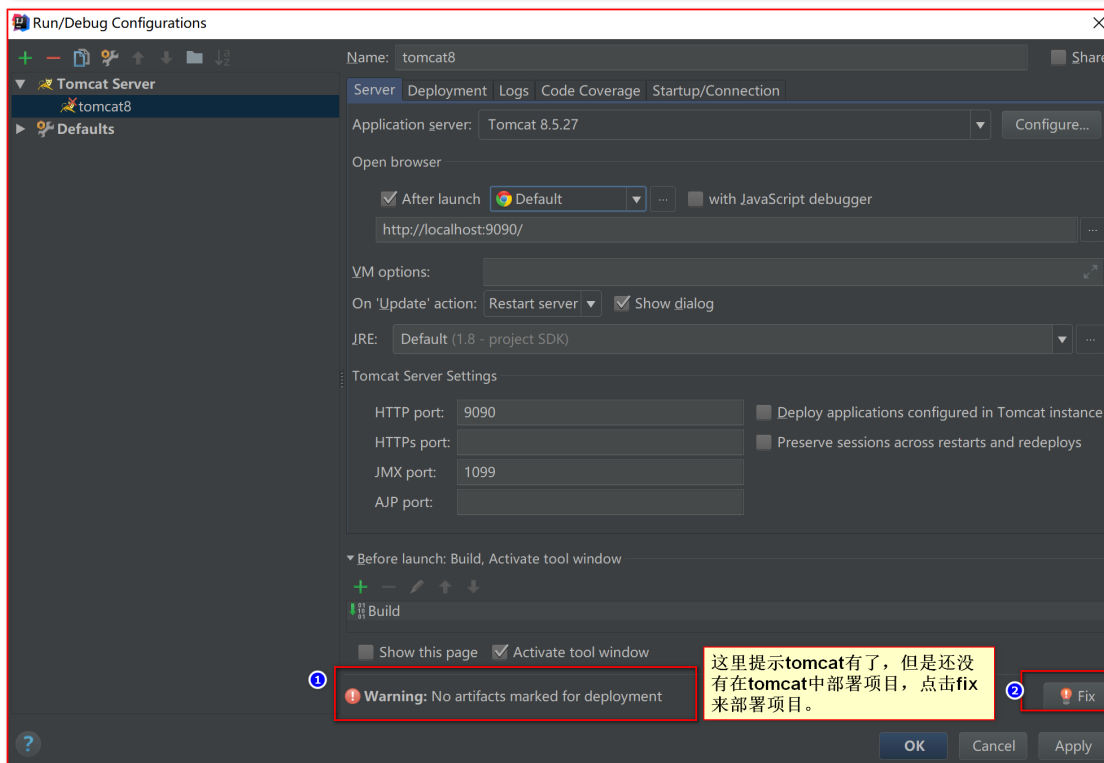 Run/Debug Configurations
Name: tomcat8
Share
Tomcat Server
tomcat8
Defaults
Server Deployment Logs Code Coverage Startup/Connection
Application server: Tomcat 8.5.27 Configure...
Open browser
After launch Default ... with JavaScript debugger
http://localhost:9090/ ...
VM options:
On 'Update' action: Restart server Show dialog
JRE: Default (1.8 - project SDK) ...
Tomcat Server Settings
HTTP port: 9090 Deploy applications configured in Tomcat instance
HTTPs port: Preserve sessions across restarts and redeploys
JMX port: 1099
AJP port:
Before launch: Build, Activate tool window
Build
Show this page Activate tool window
1
Warning: No artifacts marked for deployment
这里提示tomcat有了，但是还没
有在tomcat中部署项目，点击fix
来部署项目。
2
Fix
?
OK Cancel Apply